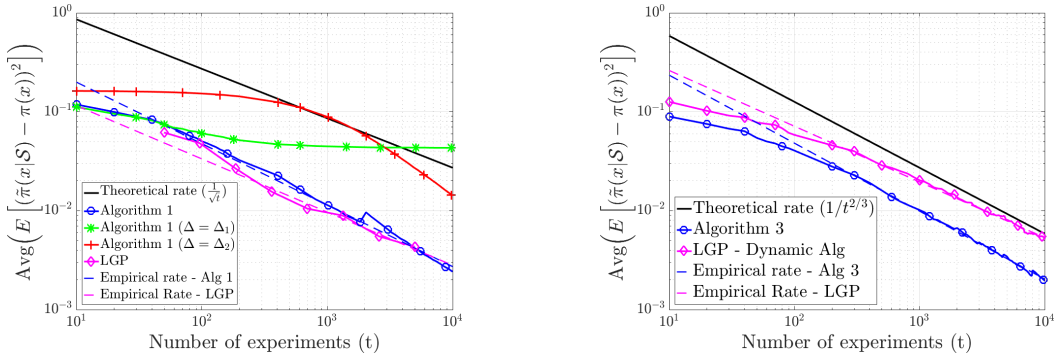 10^0
10^{-1}
10^{-2}
10^{-3}
Avg(E[(π̃(x|S) − π(x))^2])
Theoretical rate (1/√t)
Algorithm 1
Algorithm 1 (Δ = Δ_1)
Algorithm 1 (Δ = Δ_2)
LGP
Empirical rate - Alg 1
Empirical Rate - LGP
10^1 10^2 10^3 10^4
Number of experiments (t)
10^0
10^{-1}
10^{-2}
10^{-3}
Avg(E[(π̃(x|S) − π(x))^2])
Theoretical rate (1/t^{2/3})
Algorithm 3
LGP - Dynamic Alg
Empirical rate - Alg 3
Empirical Rate - LGP
10^1 10^2 10^3 10^4
Number of experiments (t)